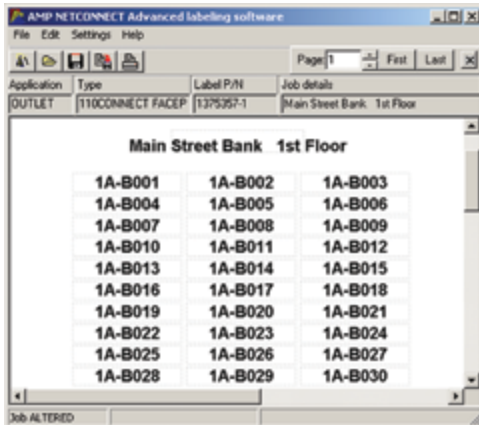 AMP NETCONNECT Advanced labeling software
File Edit Settings Help
Page: 1 First Last
Application Type Label P/N Job details
OUTLET 110CONNECT FACEP 1375357-1 Main Street Bank 1st Floor
Main Street Bank 1st Floor
1A-B001 1A-B002 1A-B003
1A-B004 1A-B005 1A-B006
1A-B007 1A-B008 1A-B009
1A-B010 1A-B011 1A-B012
1A-B013 1A-B014 1A-B015
1A-B016 1A-B017 1A-B018
1A-B019 1A-B020 1A-B021
1A-B022 1A-B023 1A-B024
1A-B025 1A-B026 1A-B027
1A-B028 1A-B029 1A-B030
Job ALTERED